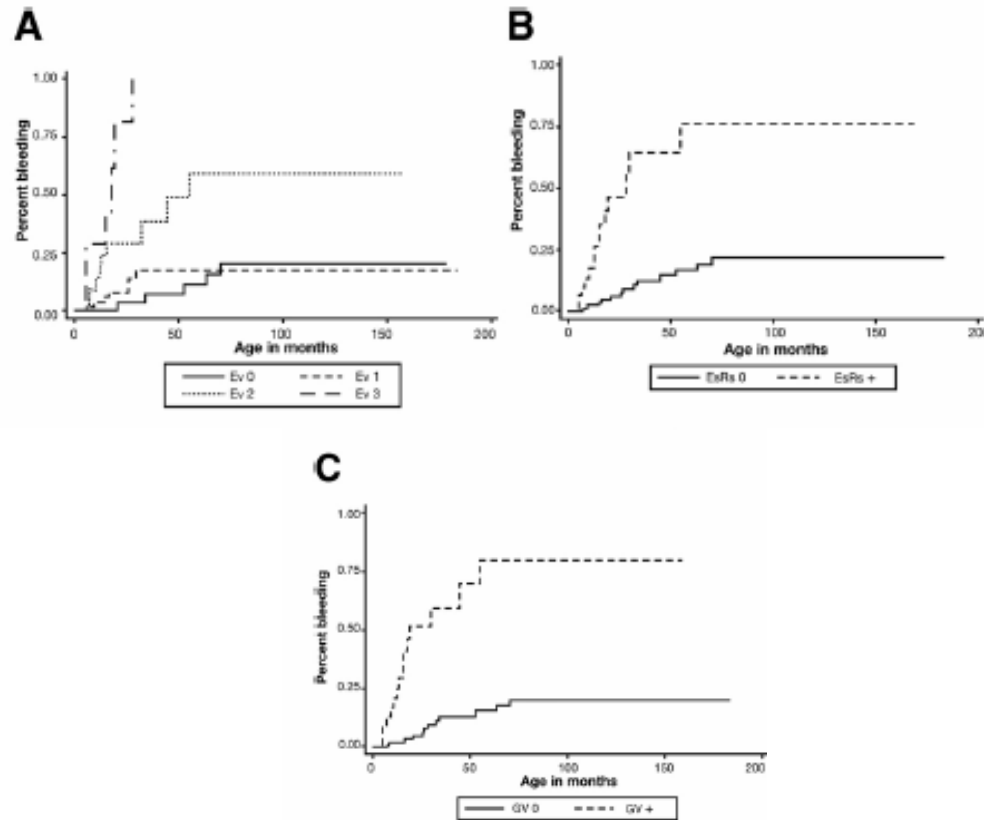 A
Percent bleeding
1.00
0.75
0.50
0.25
0.00
0 50 100 150 200
Age in months
Ev 0 Ev 1
Ev 2 Ev 3
B
Percent bleeding
1.00
0.75
0.50
0.25
0.00
0 50 100 150 20
Age in months
EsRs 0 EsRs +
C
Percent bleeding
1.00
0.75
0.50
0.25
0.00
0 50 100 150 200
Age in months
GV 0 GV +